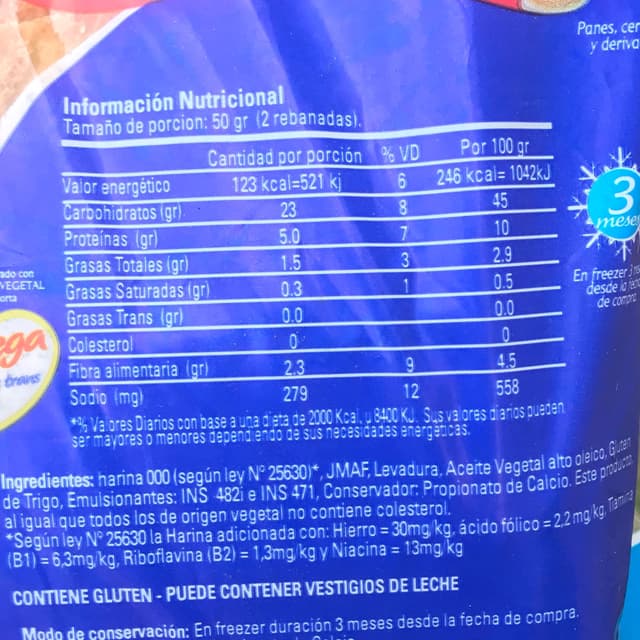 Panes, cer
y deriva
Información Nutricional
Tamaño de porcion: 50 gr (2 rebanadas).
Cantidad por porción % VD Por 100 gr
Valor energético 123 kcal=521 kj 6 246 kcal= 1042kJ
Carbohidratos (gr) 23 8 45
Proteínas (gr) 5.0 7 10
Grasas Totales (gr) 1.5 3 2.9
Grasas Saturadas (gr) 0.3 1 0.5
Grasas Trans (gr) 0.0 0.0
Colesterol 0 0
Fibra alimentaria (gr) 2.3 9 4.5
Sodio (mg) 279 12 558
*% Valores Diarios con base a una dieta de 2000 Kcal, u 8400 KJ. Sus valores diarios pueden
ser mayores o menores dependiendo de sus necesidades energéticas.
3
meses
En freezer 3
desde la
de compra
ado con
VEGETAL
orta
ega
trans
Ingredientes: harina 000 (según ley N° 25630)*, JMAF, Levadura, Aceite Vegetal alto oleico, Gluten
de Trigo, Emulsionantes: INS 482i e INS 471, Conservador: Propionato de Calcio. Este producto,
al igual que todos los de origen vegetal no contiene colesterol.
*Según ley N° 25630 la Harina adicionada con: Hierro = 30mg/kg, ácido fólico = 2,2 mg/kg, Tiamina
(B1) = 6,3mg/kg, Riboflavina (B2) = 1,3mg/kg y Niacina = 13mg/kg
CONTIENE GLUTEN - PUEDE CONTENER VESTIGIOS DE LECHE
Modo de conservación: En freezer duración 3 meses desde la fecha de compra.